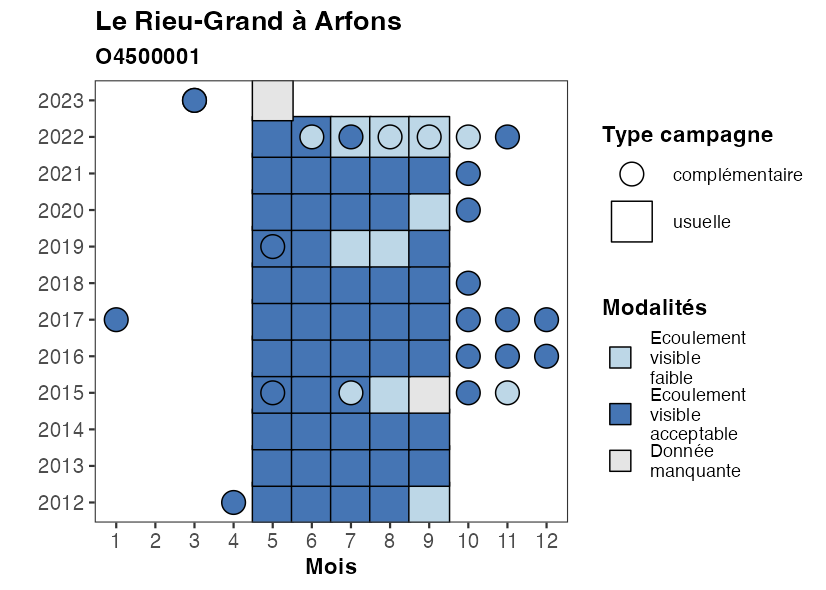 Le Rieu-Grand à Arfons
O4500001
2023
2022
2021
2020
2019
2018
2017
2016
2015
2014
2013
2012
1 2 3 4 5 6 7 8 9 10 11 12
Mois
Type campagne
complémentaire
usuelle
Modalités
Ecoulement
visible
faible
Ecoulement
visible
acceptable
Donnée
manquante